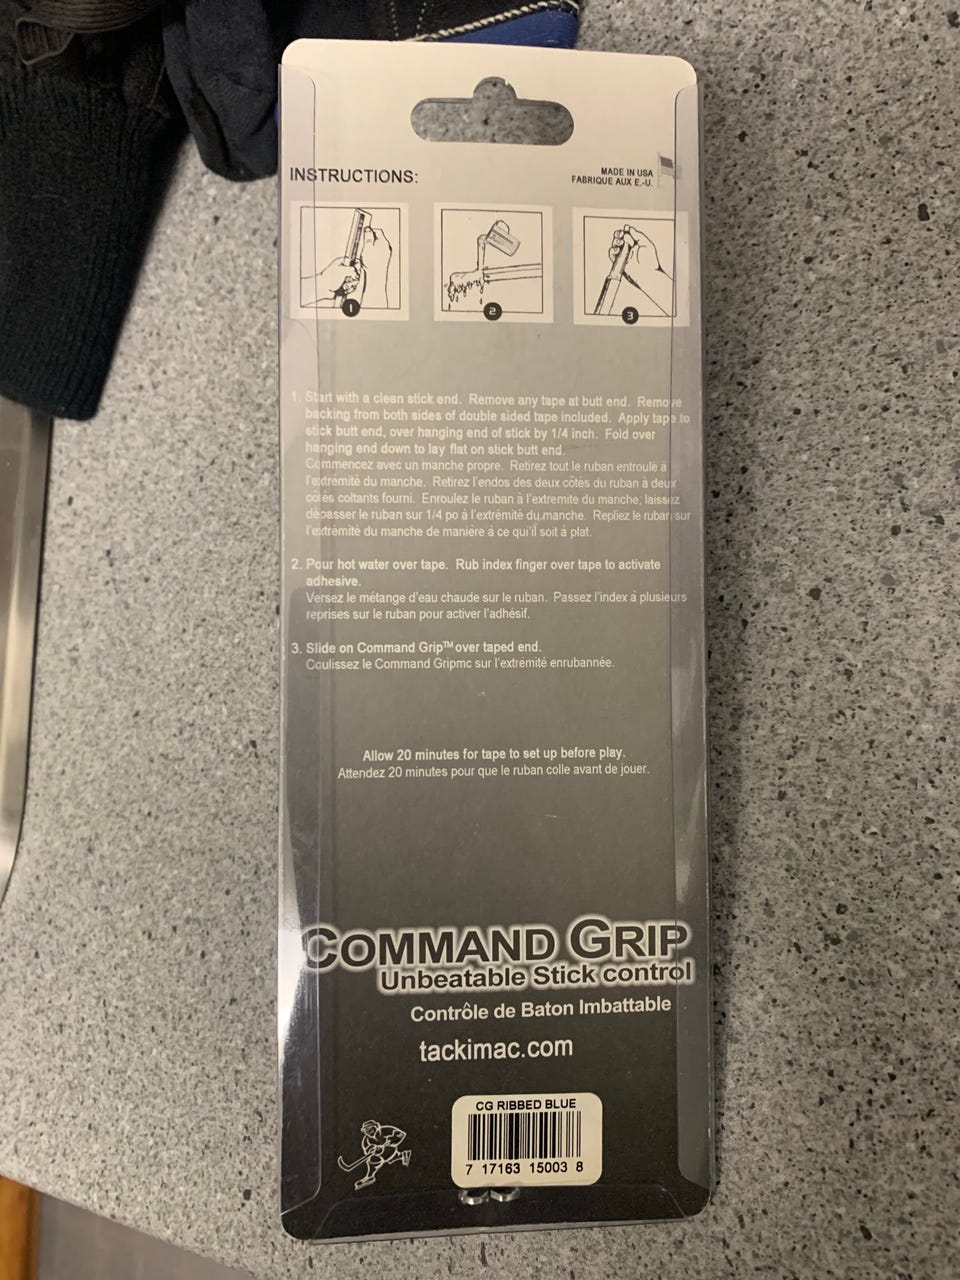 INSTRUCTIONS:
MADE IN USA
FABRIQUE AUX E.-U.
1
2
3
1. Start with a clean stick end. Remove any tape at butt end. Remove
backing from both sides of double sided tape included. Apply tape to
stick butt end, over hanging end of stick by 1/4 inch. Fold over
hanging end down to lay flat on stick butt end.
Commencez avec un manche propre. Retirez tout le ruban entroulé a
l'extrémité du manche. Retirez l'endos des deux côtés du ruban à deux
cotés coltants fourni. Enroulez le ruban à l'extremite du manche, laissez
dépasser le ruban sur 1/4 po à l'extrémité du.manche. Repliez le ruban sur
l'extrémité du manche de manière à ce qu'il soit à plat.
2. Pour hot water over tape. Rub index finger over tape to activate
adhesive.
Versez le métange d'eau chaude sur le ruban. Passez l'index à plusieurs
reprises sur le ruban pour activer l'adhésif.
3. Slide on Command Grip™ over taped end.
Coulissez le Command Gripmc sur l'extrémité enrubannée.
Allow 20 minutes for tape to set up before play.
Attendez 20 minutes pour que le ruban colle avant de jouer.
COMMAND GRIP
Unbeatable Stick control
Contrôle de Baton Imbattable
tackimac.com
CG RIBBED BLUE
7 17163 15003 8